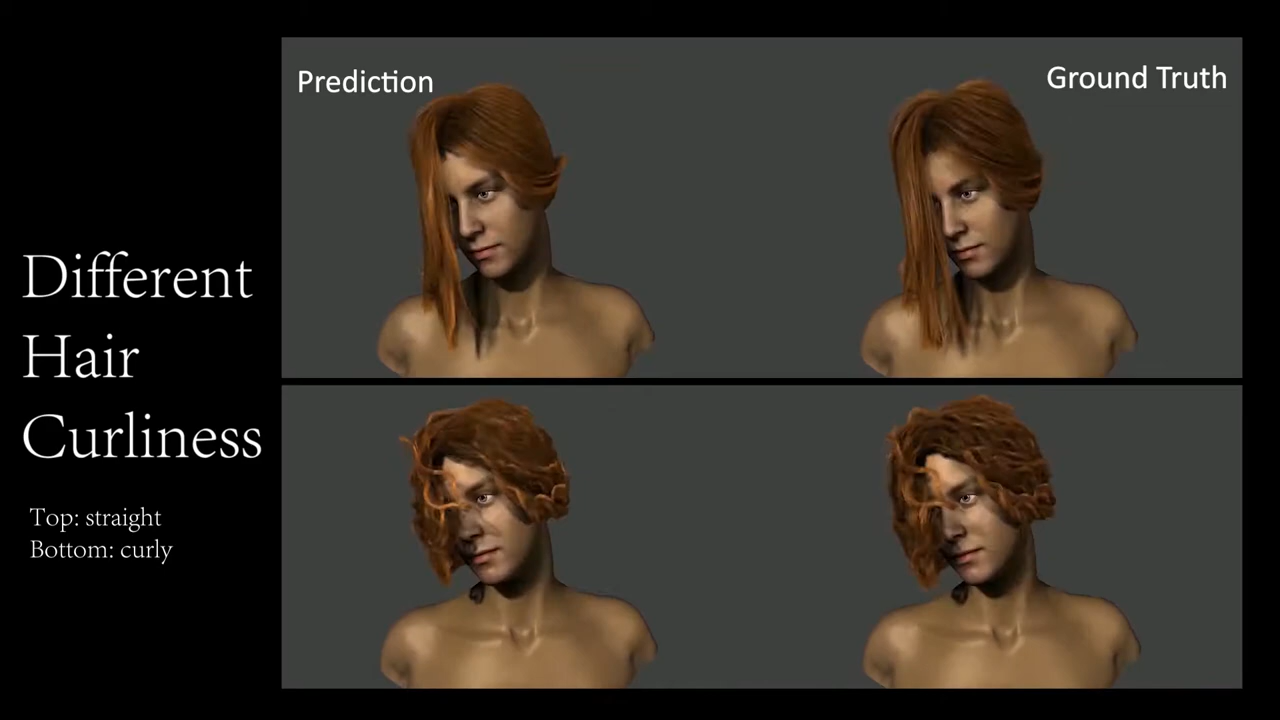 Prediction
Ground Truth
Different
Hair
Curliness
Top: straight
Bottom: curly